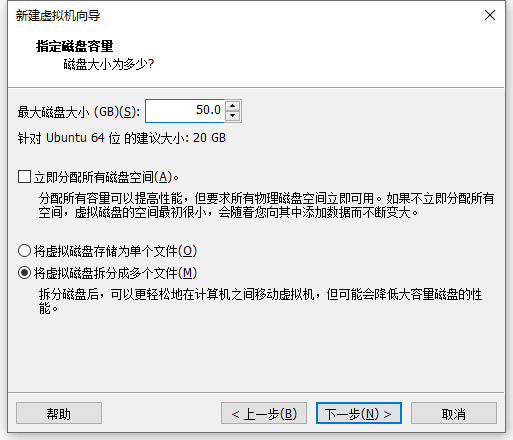 新建虚拟机向导
指定磁盘容量
磁盘大小为多少?
最大磁盘大小 (GB)(S): 50.0
针对 Ubuntu 64 位 的建议大小: 20 GB
立即分配所有磁盘空间(A)。
分配所有容量可以提高性能，但要求所有物理磁盘空间立即可用。如果不立即分配所有
空间，虚拟磁盘的空间最初很小，会随着您向其中添加数据而不断变大。
将虚拟磁盘存储为单个文件(O)
将虚拟磁盘拆分成多个文件(M)
拆分磁盘后，可以更轻松地在计算机之间移动虚拟机，但可能会降低大容量磁盘的性
能。
帮助 < 上一步(B) 下一步(N) > 取消